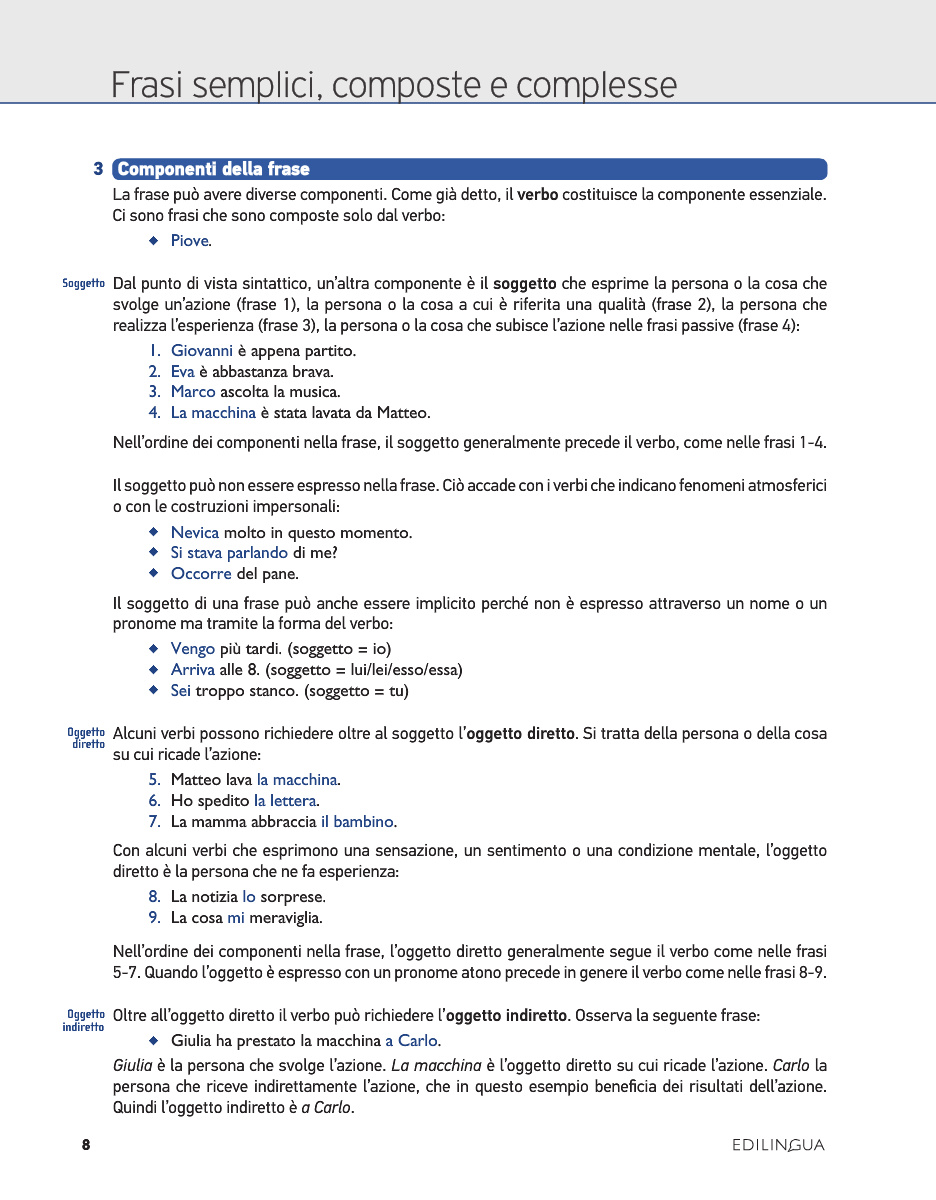 Frasi semplici, composte e complesse
3 Componenti della frase
La frase può avere diverse componenti. Come già detto, il verbo costituisce la componente essenziale.
Ci sono frasi che sono composte solo dal verbo:
◆ Piove.
Soggetto
Dal punto di vista sintattico, un'altra componente è il soggetto che esprime la persona o la cosa che
svolge un'azione (frase 1), la persona o la cosa a cui è riferita una qualità (frase 2), la persona che
realizza l'esperienza (frase 3), la persona o la cosa che subisce l'azione nelle frasi passive (frase 4):
1. Giovanni è appena partito.
2. Eva è abbastanza brava.
3. Marco ascolta la musica.
4. La macchina è stata lavata da Matteo.
Nell'ordine dei componenti nella frase, il soggetto generalmente precede il verbo, come nelle frasi 1-4.
Il soggetto può non essere espresso nella frase. Ciò accade con i verbi che indicano fenomeni atmosferici
o con le costruzioni impersonali:
◆ Nevica molto in questo momento.
◆ Si stava parlando di me?
◆ Occorre del pane.
Il soggetto di una frase può anche essere implicito perché non è espresso attraverso un nome o un
pronome ma tramite la forma del verbo:
◆ Vengo più tardi. (soggetto = io)
◆ Arriva alle 8. (soggetto = lui/lei/esso/essa)
◆ Sei troppo stanco. (soggetto = tu)
Oggetto
diretto
Alcuni verbi possono richiedere oltre al soggetto l'oggetto diretto. Si tratta della persona o della cosa
su cui ricade l'azione:
5. Matteo lava la macchina.
6. Ho spedito la lettera.
7. La mamma abbraccia il bambino.
Con alcuni verbi che esprimono una sensazione, un sentimento o una condizione mentale, l'oggetto
diretto è la persona che ne fa esperienza:
8. La notizia lo sorprese.
9. La cosa mi meraviglia.
Nell'ordine dei componenti nella frase, l'oggetto diretto generalmente segue il verbo come nelle frasi
5-7. Quando l'oggetto è espresso con un pronome atono precede in genere il verbo come nelle frasi 8-9.
Oggetto
indiretto
Oltre all'oggetto diretto il verbo può richiedere l'oggetto indiretto. Osserva la seguente frase:
◆ Giulia ha prestato la macchina a Carlo.
Giulia è la persona che svolge l'azione. La macchina è l'oggetto diretto su cui ricade l'azione. Carlo la
persona che riceve indirettamente l'azione, che in questo esempio beneficia dei risultati dell'azione.
Quindi l'oggetto indiretto è a Carlo.
8
EDILINGUA